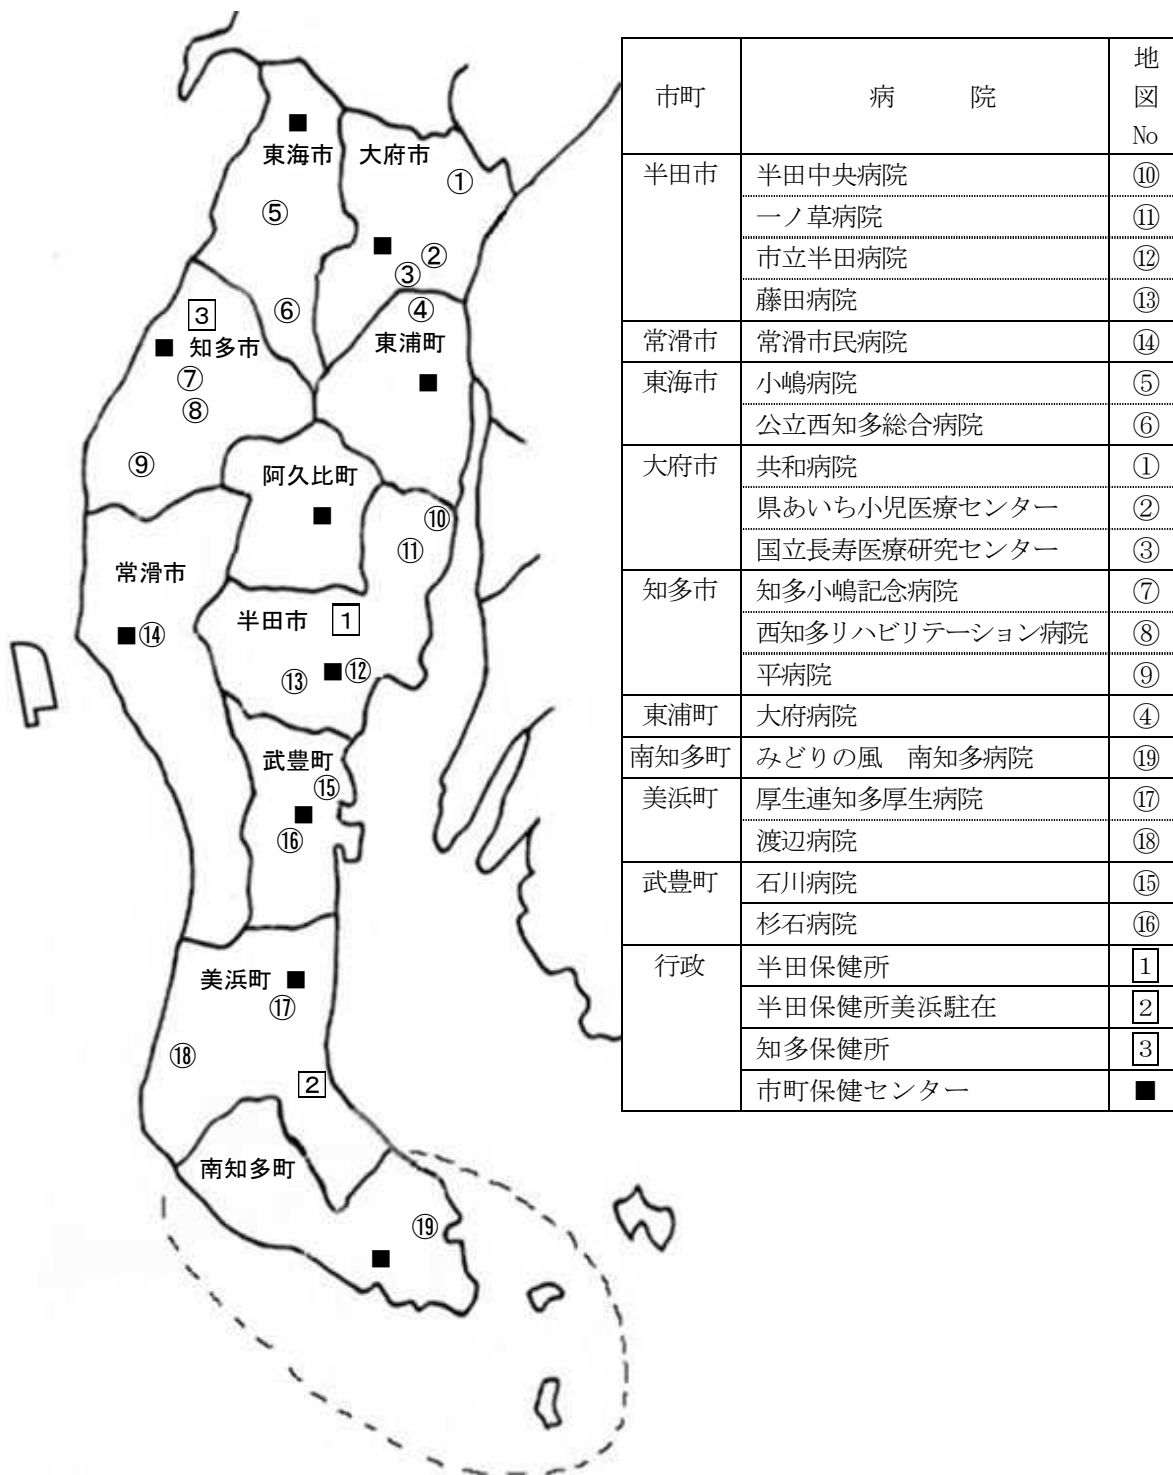 ■
東海市
大府市
①
⑤
■
②
③
⑥
④
3
■
知多市
東浦町
■
⑦
⑧
⑨
阿久比町
■
⑩
⑪
常滑市
■
⑭
半田市
1
⑬
■
⑫
武豊町
⑮
■
⑯
美浜町
■
⑰
⑱
2
南知多町
⑲
■
市町 病 院 地図No
半田市 半田中央病院 ⑩
一ノ草病院 ⑪
市立半田病院 ⑫
藤田病院 ⑬
常滑市 常滑市民病院 ⑭
東海市 小嶋病院 ⑤
公立西知多総合病院 ⑥
大府市 共和病院 ①
県あいち小児医療センター ②
国立長寿医療研究センター ③
知多市 知多小嶋記念病院 ⑦
西知多リハビリテーション病院 ⑧
平病院 ⑨
東浦町 大府病院 ④
南知多町 みどりの風 南知多病院 ⑲
美浜町 厚生連知多厚生病院 ⑰
渡辺病院 ⑱
武豊町 石川病院 ⑮
杉石病院 ⑯
行政 半田保健所 1
半田保健所美浜駐在 2
知多保健所 3
市町保健センター ■